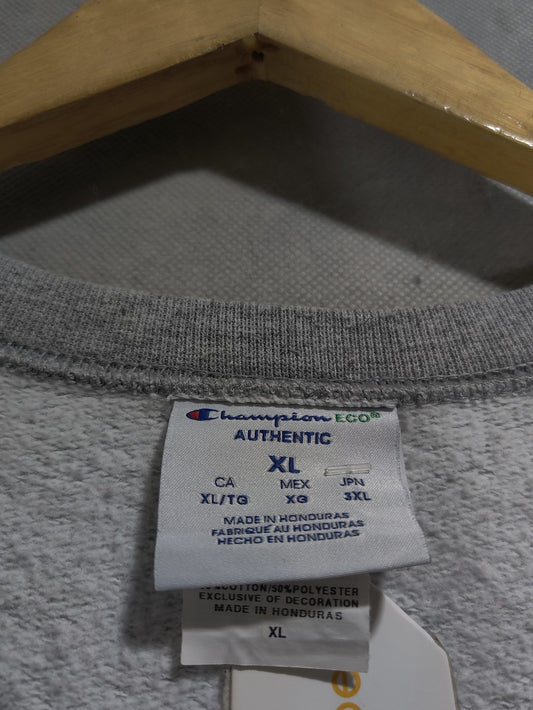 Champion ECO®
AUTHENTIC
XL
CA MEX JPN
XL/TG XG 3XL
MADE IN HONDURAS
FABRIQUÉ AU HONDURAS
HECHO EN HONDURAS
COTTON/50%POLYESTER
EXCLUSIVE OF DECORATION
MADE IN HONDURAS
XL